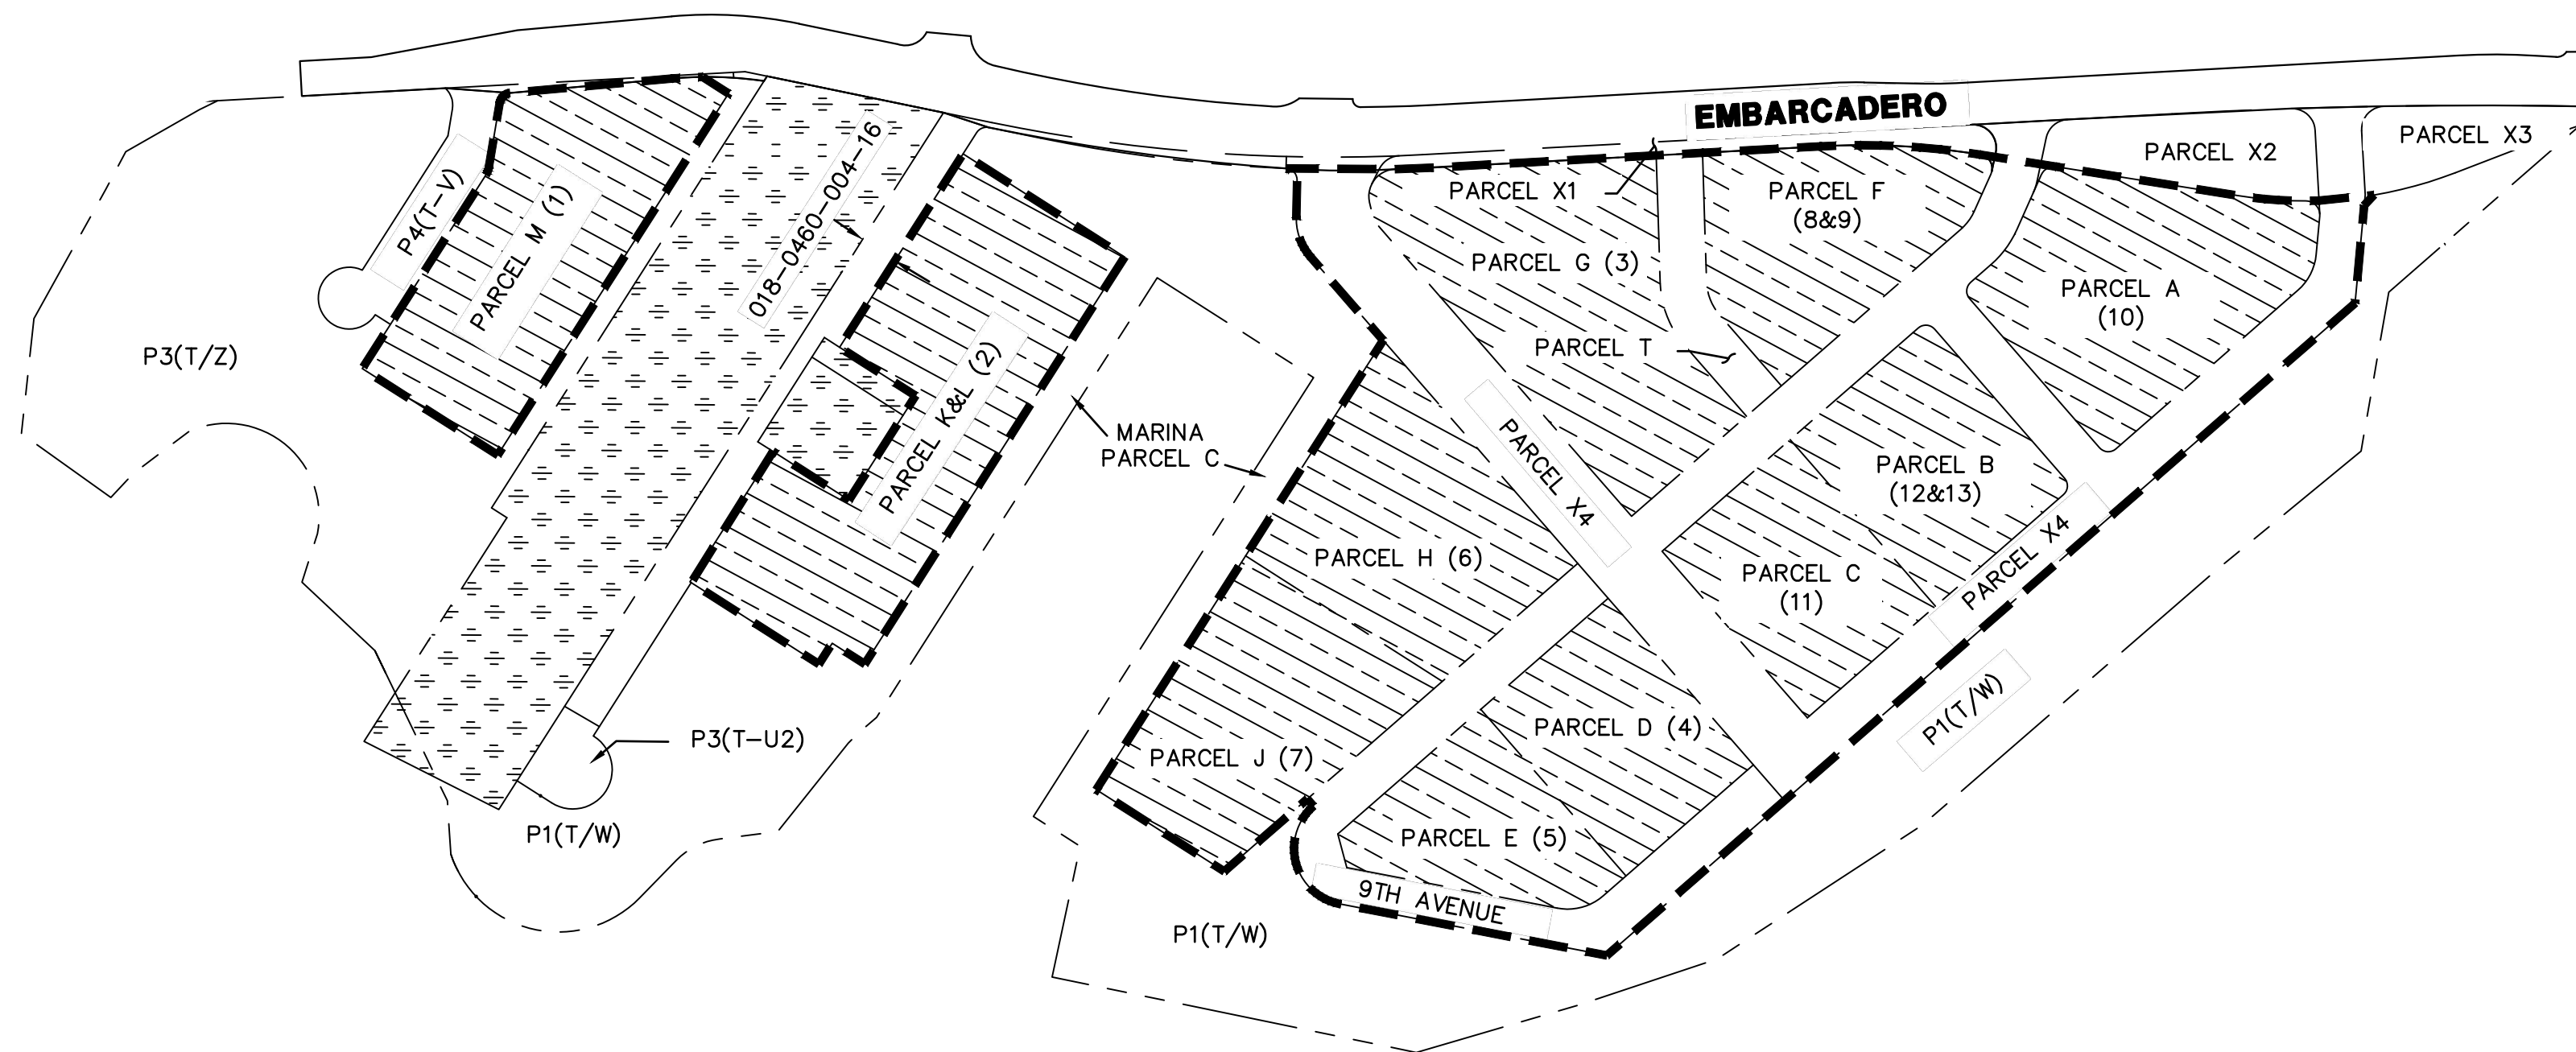 EMBARCADERO
PARCEL X3
PARCEL X2
PARCEL X1
PARCEL F
(8&9)
P4(T-V)
PARCEL M (1)
018-0460-004-16
PARCEL G (3)
PARCEL A
(10)
P3(T/Z)
PARCEL T
PARCEL K&L (2)
MARINA
PARCEL C
PARCEL X4
PARCEL B
(12&13)
PARCEL H (6)
PARCEL C
(11)
PARCEL X4
P3(T-U2)
PARCEL J (7)
PARCEL D (4)
P1(T/W)
P1(T/W)
PARCEL E (5)
9TH AVENUE
P1(T/W)